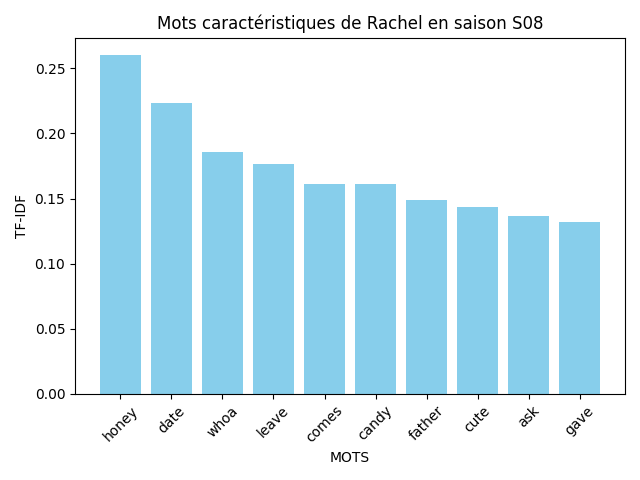 Mots caractéristiques de Rachel en saison S08
TF-IDF
0.25
0.20
0.15
0.10
0.05
0.00
honey date whoa leave comes candy father cute ask gave
MOTS